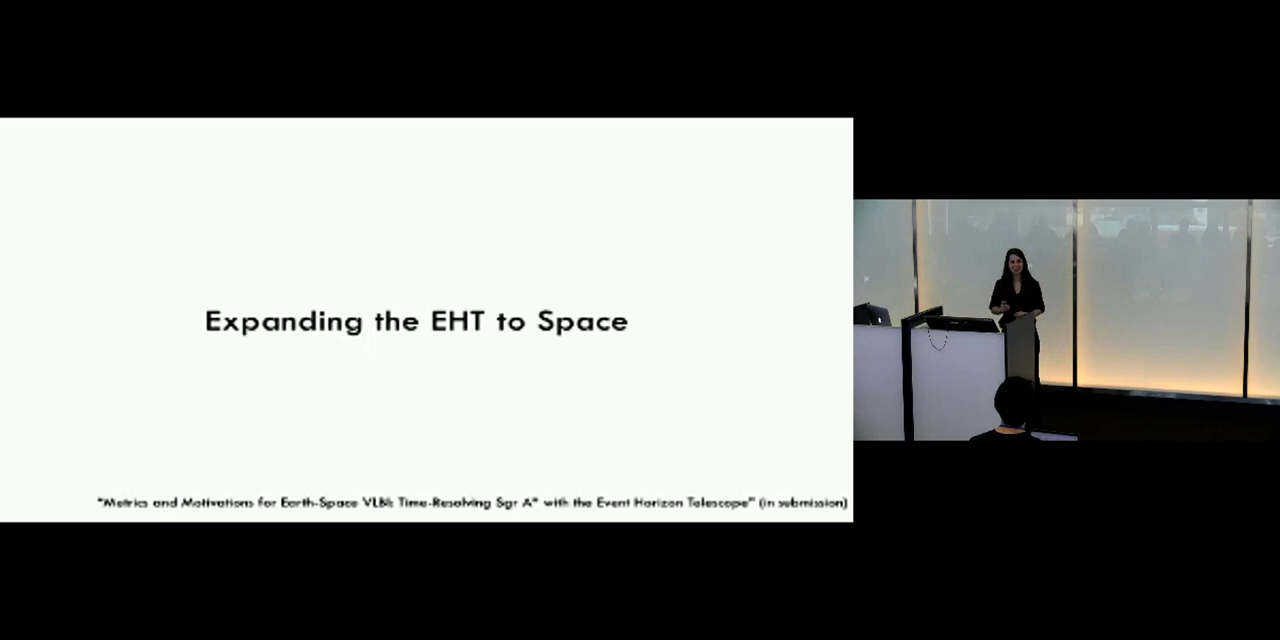 Expanding the EHT to Space
"Metrics and Motivations for Earth-Space VLBI: Time-Resolving Sgr A* with the Event Horizon Telescope" (in submission)